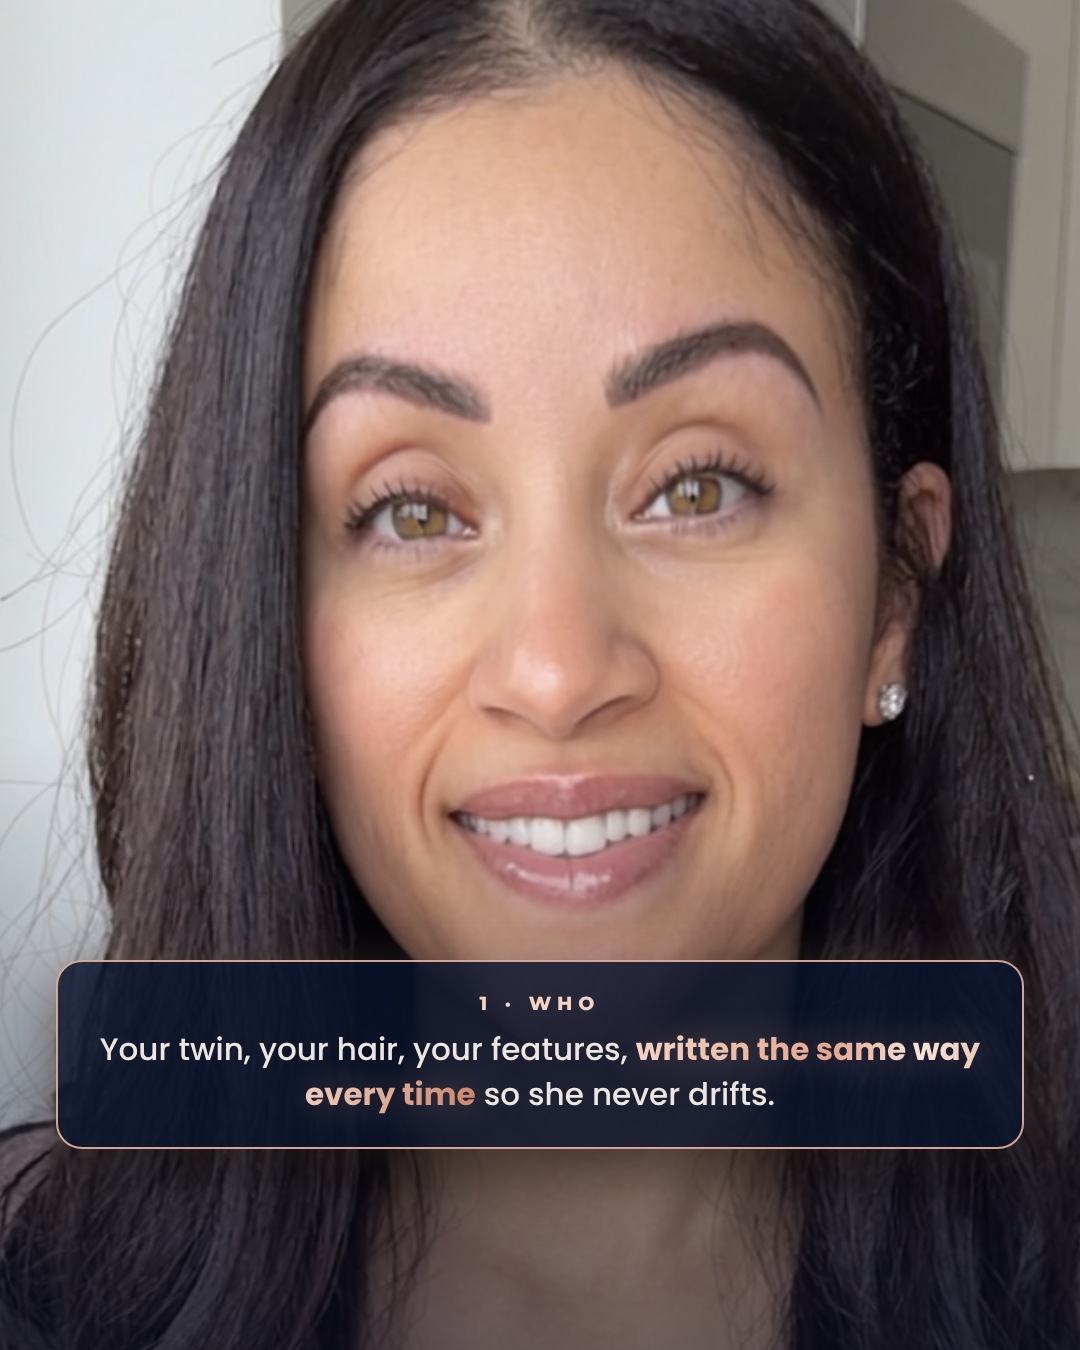 1 · WHO
Your twin, your hair, your features, written the same way
every time so she never drifts.